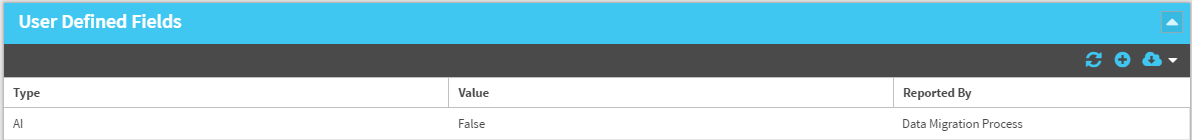 User Defined Fields
Type Value Reported By
AI False Data Migration Process